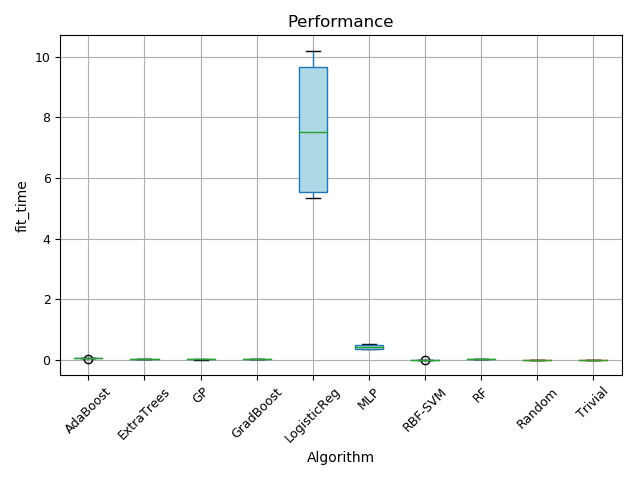 Performance
fit_time
10
8
6
4
2
0
AdaBoost
ExtraTrees
GP
GradBoost
LogisticReg
MLP
RBF-SVM
RF
Random
Trivial
Algorithm